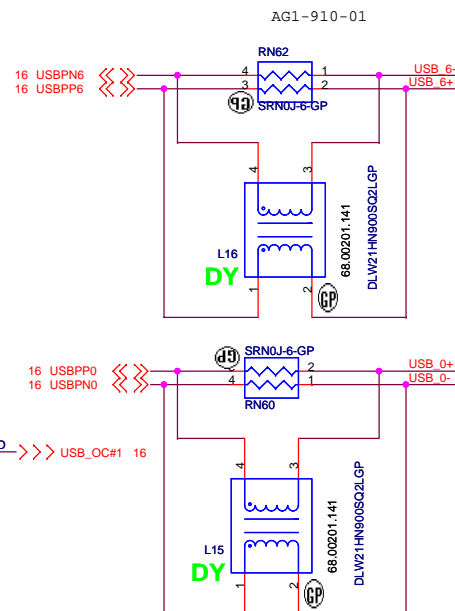 AG1-910-01
RN62
16 USBPN6 4 1 USB_6-
16 USBPP6 3 2 USB_6+
GP SRN0J-6-GP
4 3
L16
DY
68.00201.141
DLW21HN900SQ2LGP
1 2 GP
GP SRN0J-6-GP
16 USBPP0 2 USB_0+
16 USBPN0 4 1 USB_0-
RN60
USB_OC#1 16
4 3
L15
DY
68.00201.141
DLW21HN900SQ2LGP
1 2 GP